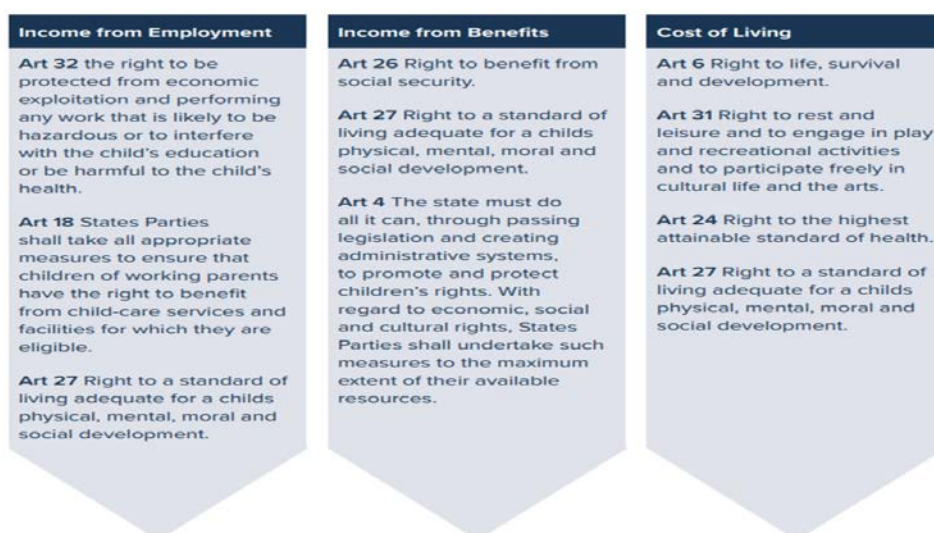 Income from Employment
Art 32 the right to be
protected from economic
exploitation and performing
any work that is likely to be
hazardous or to interfere
with the child's education
or be harmful to the child's
health.
Art 18 States Parties
shall take all appropriate
measures to ensure that
children of working parents
have the right to benefit
from child-care services and
facilities for which they are
eligible.
Art 27 Right to a standard of
living adequate for a childs
physical, mental, moral and
social development.
Income from Benefits
Art 26 Right to benefit from
social security.
Art 27 Right to a standard of
living adequate for a childs
physical, mental, moral and
social development.
Art 4 The state must do
all it can, through passing
legislation and creating
administrative systems,
to promote and protect
children's rights. With
regard to economic, social
and cultural rights, States
Parties shall undertake such
measures to the maximum
extent of their available
resources.
Cost of Living
Art 6 Right to life, survival
and development.
Art 31 Right to rest and
leisure and to engage in play
and recreational activities
and to participate freely in
cultural life and the arts.
Art 24 Right to the highest
attainable standard of health.
Art 27 Right to a standard of
living adequate for a childs
physical, mental, moral and
social development.